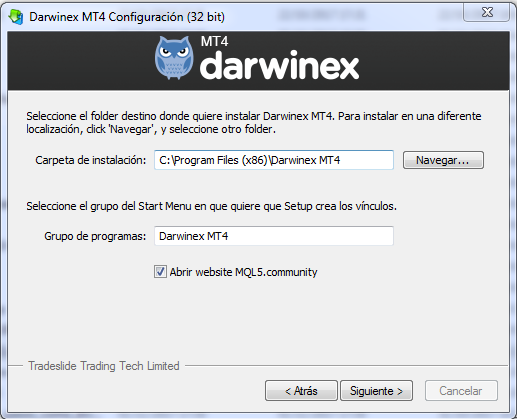 Darwinex MT4 Configuración (32 bit)
MT4
darwinex
Seleccione el folder destino donde quiere instalar Darwinex MT4. Para instalar en una diferente
localización, click 'Navegar', y seleccione otro folder.
Carpeta de instalación: C:\Program Files (x86)\Darwinex MT4 Navegar...
Seleccione el grupo del Start Menu en que quiere que Setup crea los vínculos.
Grupo de programas: Darwinex MT4
Abrir website MQL5.community
Tradeslide Trading Tech Limited
< Atrás Siguiente > Cancelar